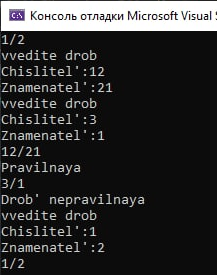 Консоль отладки Microsoft Visual
1/2
vvedite drob
Chislitel':12
Znamenatel':21
vvedite drob
Chislitel':3
Znamenatel':1
12/21
Pravilnaya
3/1
Drob' nepravilnaya
vvedite drob
Chislitel':1
Znamenatel':2
1/2